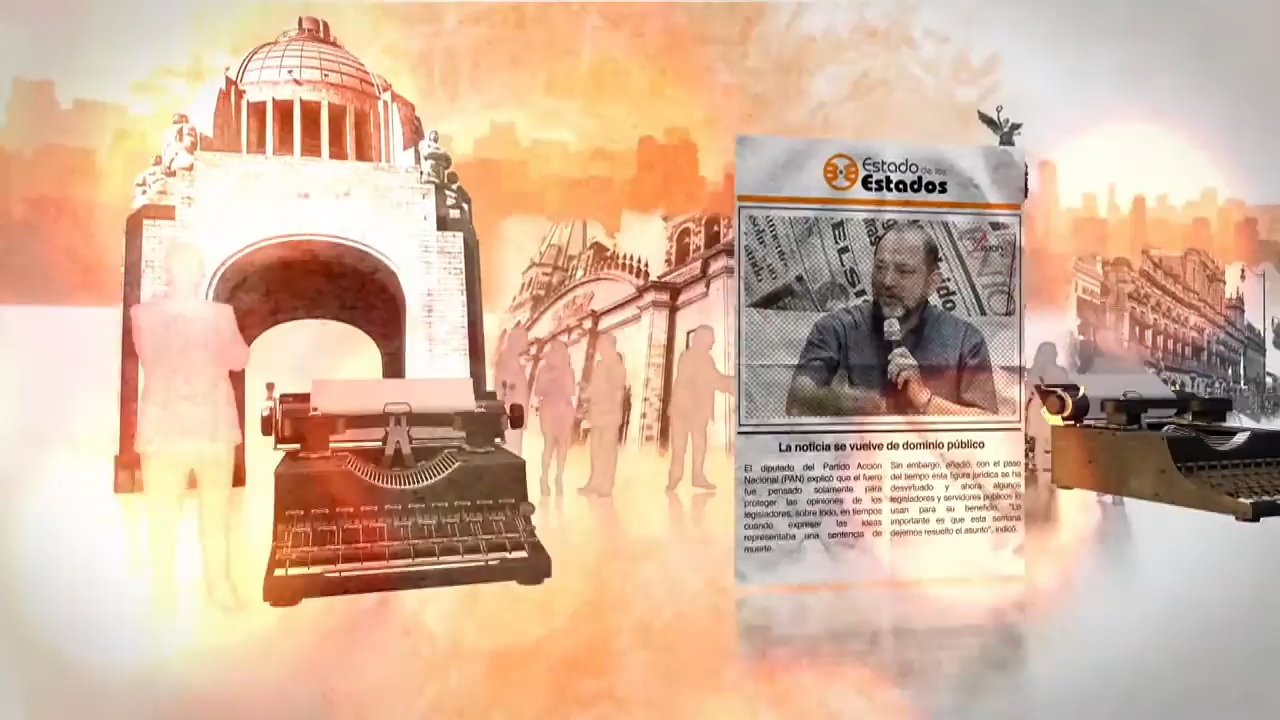 Estado de los
Estados
ELSI
La noticia se vuelve de dominio público
El diputado del Partido Acción
Nacional (PAN) explicó que el fuero
fue pensado solamente para
proteger las opiniones de los
legisladores, sobre todo, en tiempos
cuando expresar las ideas
representaba una sentencia de
muerte.
Sin embargo, añadió, con el paso
del tiempo esta figura jurídica se ha
desvirtuado y ahora algunos
legisladores y servidores públicos lo
usan para su beneficio. "Lo
importante es que esta semana
dejemos resuelto el asunto", indicó.